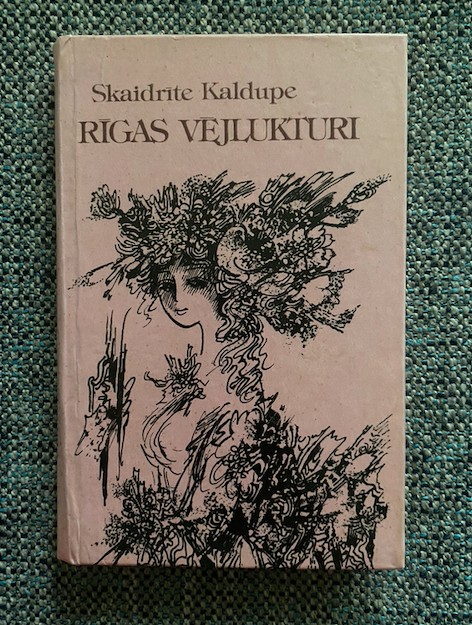 Skaidrīte Kaldupe
RĪGAS VĒJLUKTURI